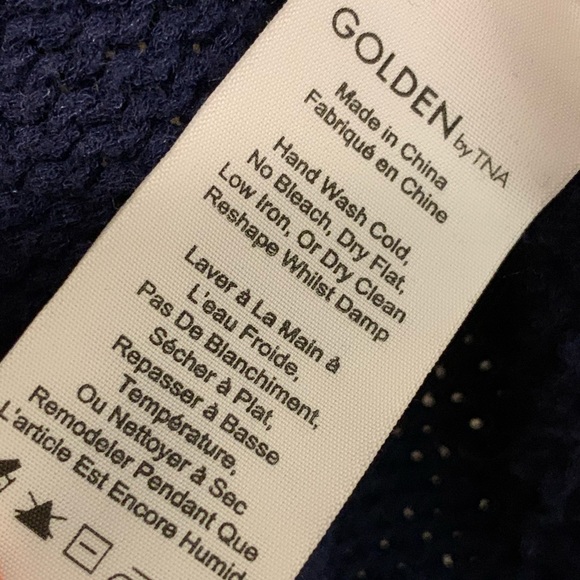 GOLDEN by TNA
Made in China
Fabriqué en Chine
Hand Wash Cold,
No Bleach, Dry Flat,
Low Iron, Or Dry Clean
Reshape Whilst Damp
Laver à La Main à
L'eau Froide,
Pas De Blanchiment,
Sécher à Plat,
Repasser à Basse
Température,
Ou Nettoyer à Sec
Remodeler Pendant Que
L'article Est Encore Humid